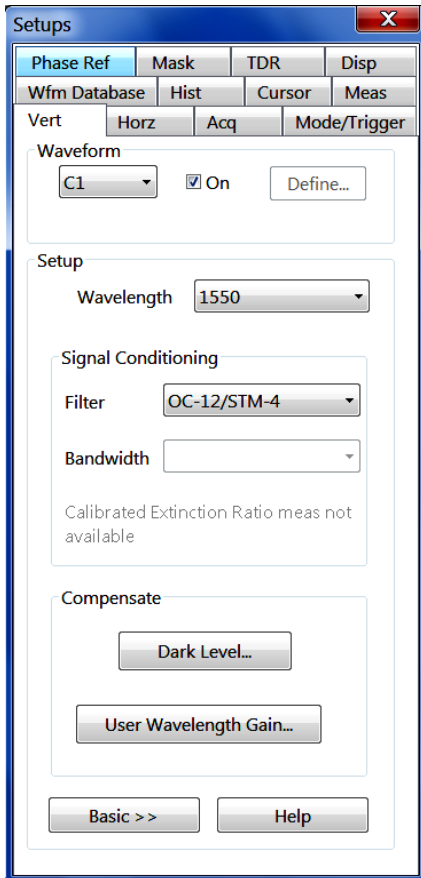 Setups
Phase Ref Mask TDR Disp
Wfm Database Hist Cursor Meas
Vert Horz Acq Mode/Trigger
Waveform
C1 On Define...
Setup
Wavelength 1550
Signal Conditioning
Filter OC-12/STM-4
Bandwidth
Calibrated Extinction Ratio meas not
available
Compensate
Dark Level...
User Wavelength Gain...
Basic >> Help